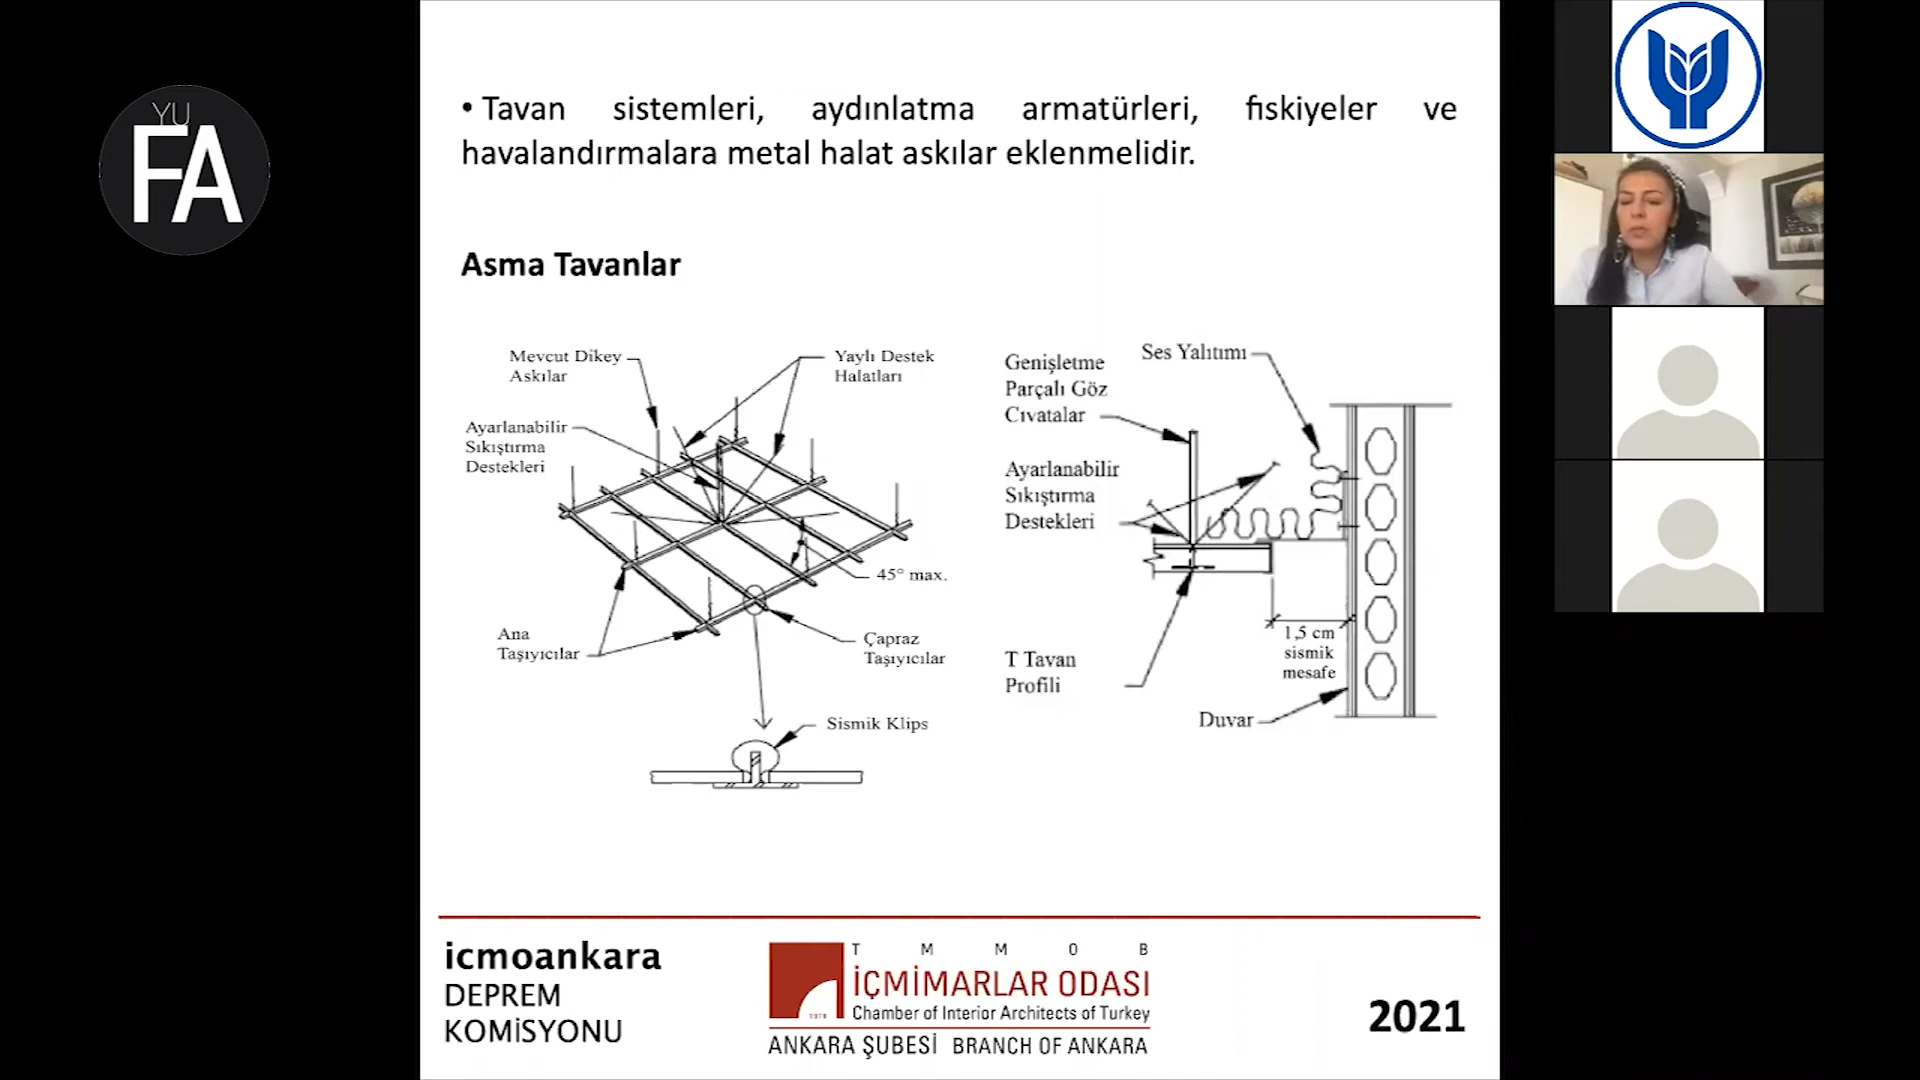 YU
FA
• Tavan sistemleri, aydınlatma armatürleri, fıskiyeler ve
havalandırmalara metal halat askılar eklenmelidir.
Asma Tavanlar
Mevcut Dikey
Askılar
Yaylı Destek
Halatları
Ayarlanabilir
Sıkıştırma
Destekleri
45° max.
Ana
Taşıyıcılar
Çapraz
Taşıyıcılar
Sismik Klips
Genişletme
Parçalı Göz
Cıvatalar
Ses Yalıtımı
Ayarlanabilir
Sıkıştırma
Destekleri
1,5 cm
sismik
mesafe
T Tavan
Profili
Duvar
icmoankara
DEPREM
KOMİSYONU
T M M O B
İÇMİMARLAR ODASI
1976
Chamber of Interior Architects of Turkey
ANKARA ŞUBESİ BRANCH OF ANKARA
2021